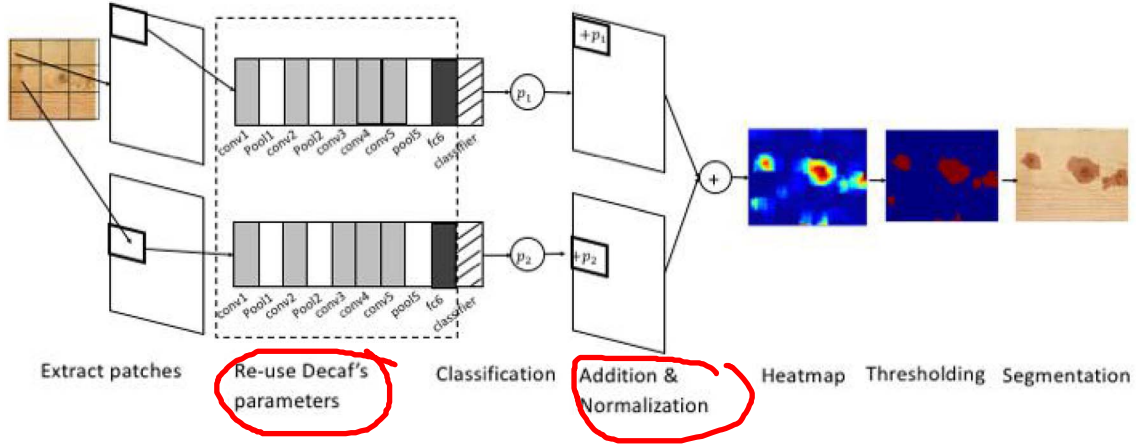 +p₁
conv1 Pool1 conv2 Pool2 conv3 conv4 conv5 pool5 fc6 classifier
p₁
+
conv1 Pool1 conv2 Pool2 conv3 conv4 conv5 pool5 fc6 classifier
p₂
+p₂
Extract patches
Re-use Decaf's
parameters
Classification
Addition &
Normalization
Heatmap
Thresholding
Segmentation